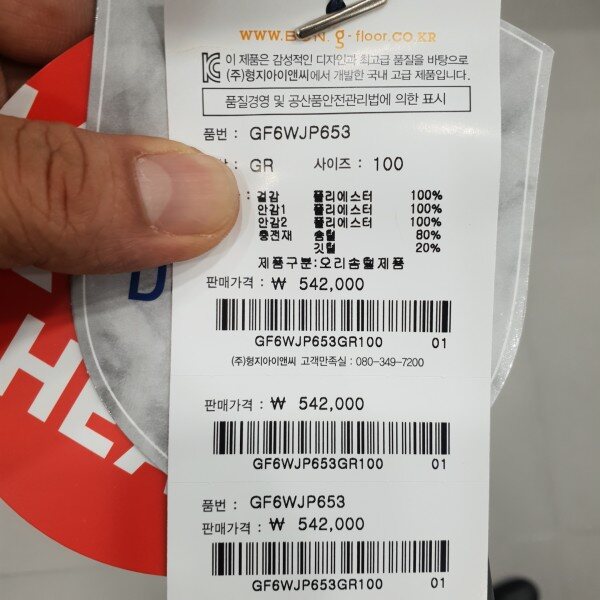 g-floor.co.kr
이 제품은 감성적인 디자인과 최고급 품질을 바탕으로
(주)형지아이앤씨에서 개발한 국내 고급 제품입니다.
품질경영 및 공산품안전관리법에 의한 표시
품번 : GF6WJP653
: GR 사이즈 : 100
: 겉감 폴리에스터 100%
안감1 폴리에스터 100%
안감2 폴리에스터 100%
충전재 솜털 80%
깃털 20%
제품구분:오리솜털제품
판매가격 : ₩ 542,000
GF6WJP653GR100 01
(주)형지아이앤씨 고객만족실 : 080-349-7200
판매가격 : ₩ 542,000
GF6WJP653GR100 01
품번 : GF6WJP653
판매가격 : ₩ 542,000
GF6WJP653GR100 01